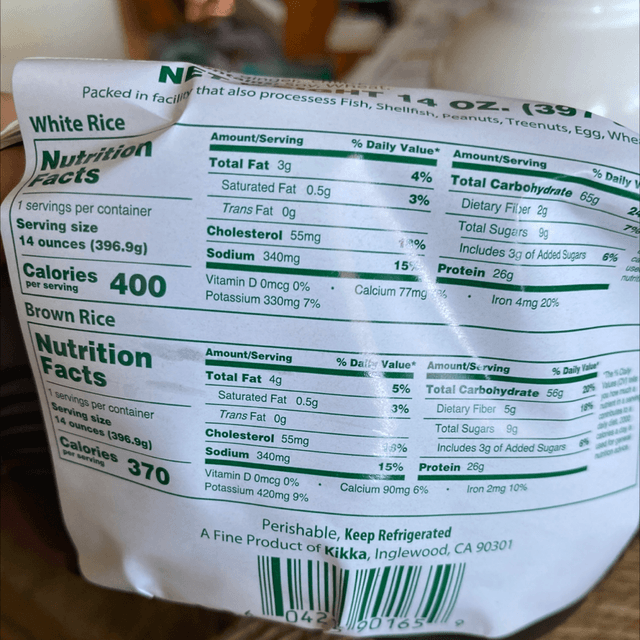 14 OZ. (391
Packed in facility that also processess Fish, Shellfish, Peanuts, Treenuts, Egg,
White Rice
Nutrition
Facts
1 servings per container
Serving size
14 ounces (396.9g)
Calories
per serving
400
Amount/Serving % Daily Value*
Total Fat 3g 4%
Saturated Fat 0.5g 3%
Trans Fat 0g
Cholesterol 55mg
Sodium 340mg 15%
Amount/Serving % Daily
Total Carbohydrate 65g
Dietary Fiber 2g
Total Sugars 9g
Includes 3g of Added Sugars 6%
Protein 26g
Vitamin D 0mcg 0% • Calcium 77mg • Iron 4mg 20%
Potassium 330mg 7%
Brown Rice
Nutrition
Facts
1 servings per container
Serving size
14 ounces (396.9g)
Calories
per serving
370
Amount/Serving % Daily Value*
Total Fat 4g 5%
Saturated Fat 0.5g 3%
Trans Fat 0g
Cholesterol 55mg
Sodium 340mg 15%
Amount/Serving % Daily Value*
Total Carbohydrate 56g 20%
Dietary Fiber 5g 18%
Total Sugars 9g
Includes 3g of Added Sugars 6%
Protein 26g
Vitamin D 0mcg 0% • Calcium 90mg 6% • Iron 2mg 10%
Potassium 420mg 9%
Perishable, Keep Refrigerated
A Fine Product of Kikka, Inglewood, CA 90301